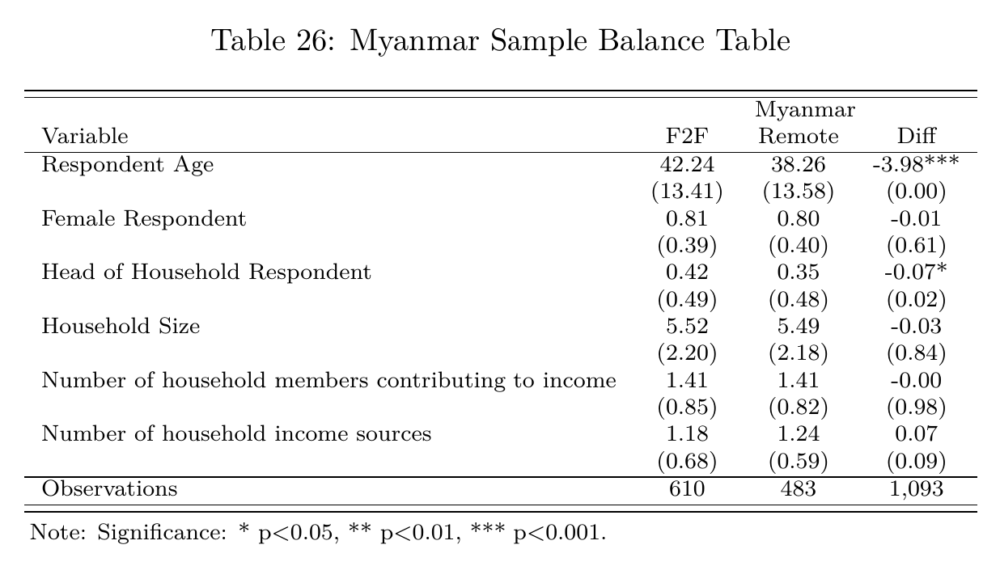 Table 26: Myanmar Sample Balance Table
Myanmar
Variable F2F Remote Diff
Respondent Age 42.24 38.26 -3.98***
(13.41) (13.58) (0.00)
Female Respondent 0.81 0.80 -0.01
(0.39) (0.40) (0.61)
Head of Household Respondent 0.42 0.35 -0.07*
(0.49) (0.48) (0.02)
Household Size 5.52 5.49 -0.03
(2.20) (2.18) (0.84)
Number of household members contributing to income 1.41 1.41 -0.00
(0.85) (0.82) (0.98)
Number of household income sources 1.18 1.24 0.07
(0.68) (0.59) (0.09)
Observations 610 483 1,093
Note: Significance: * p<0.05, ** p<0.01, *** p<0.001.